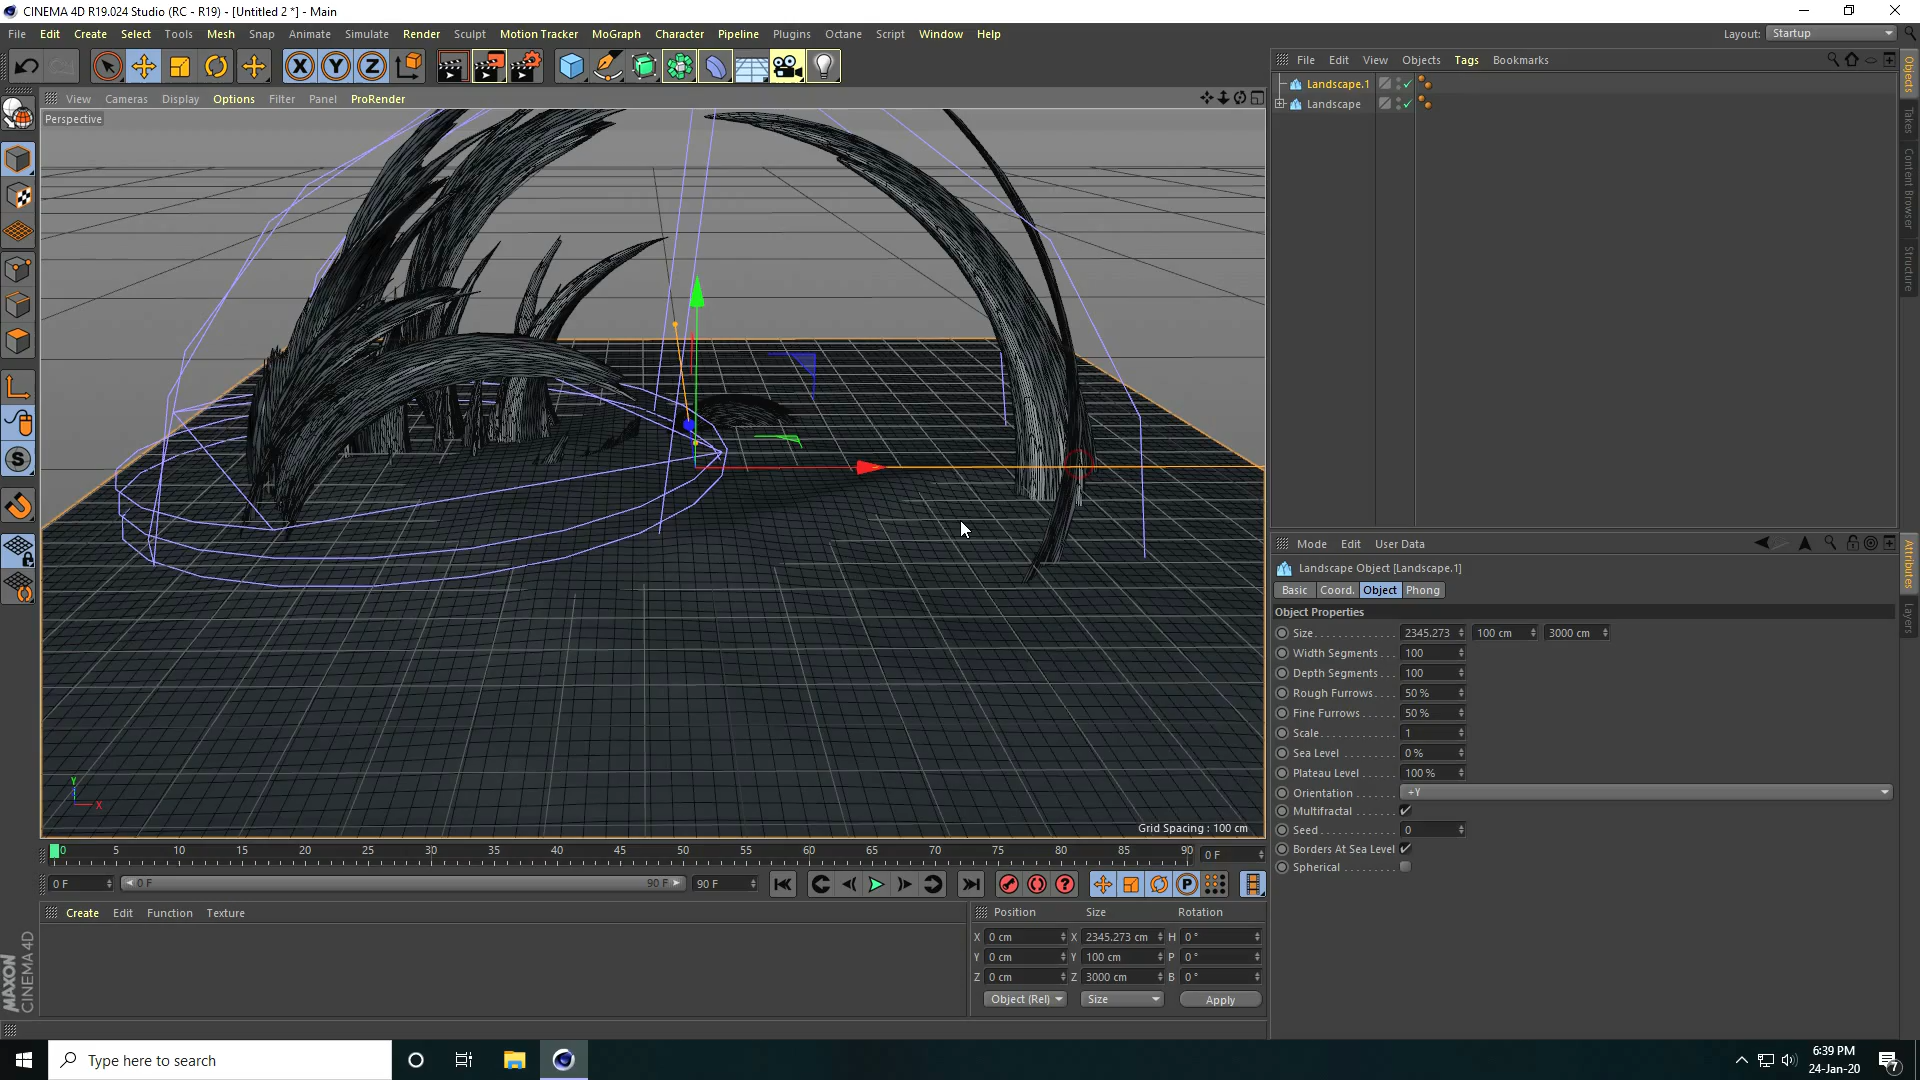 CINEMA 4D R19.024 Studio (RC - R19) - [Untitled 2 *] - Main
File Edit Create Select Tools Mesh Snap Animate Simulate Render Sculpt Motion Tracker MoGraph Character Pipeline Plugins Octane Script Window Help
Layout: Startup
X Y Z
File Edit View Objects Tags Bookmarks
View Cameras Display Options Filter Panel ProRender
Perspective
Landscape.1
Landscape
Objects
Takes
Content Browser
Structure
Mode Edit User Data
Landscape Object [Landscape.1]
Basic Coord. Object Phong
Attributes
Layers
Object Properties
Size 2345.273 100 cm 3000 cm
Width Segments 100
Depth Segments 100
Rough Furrows 50 %
Fine Furrows 50 %
Scale 1
Sea Level 0 %
Plateau Level 100 %
Orientation +Y
Multifractal
Seed 0
Borders At Sea Level
Spherical
S
Y
X
Grid Spacing : 100 cm
0 5 10 15 20 25 30 35 40 45 50 55 60 65 70 75 80 85 90 0 F
0 F 0 F 90 F 90 F
P
Create Edit Function Texture
Position Size Rotation
X 0 cm X 2345.273 cm H 0 °
Y 0 cm Y 100 cm P 0 °
Z 0 cm Z 3000 cm B 0 °
Object (Rel) Size Apply
MAXON
CINEMA 4D
Type here to search
6:39 PM
24-Jan-20
7